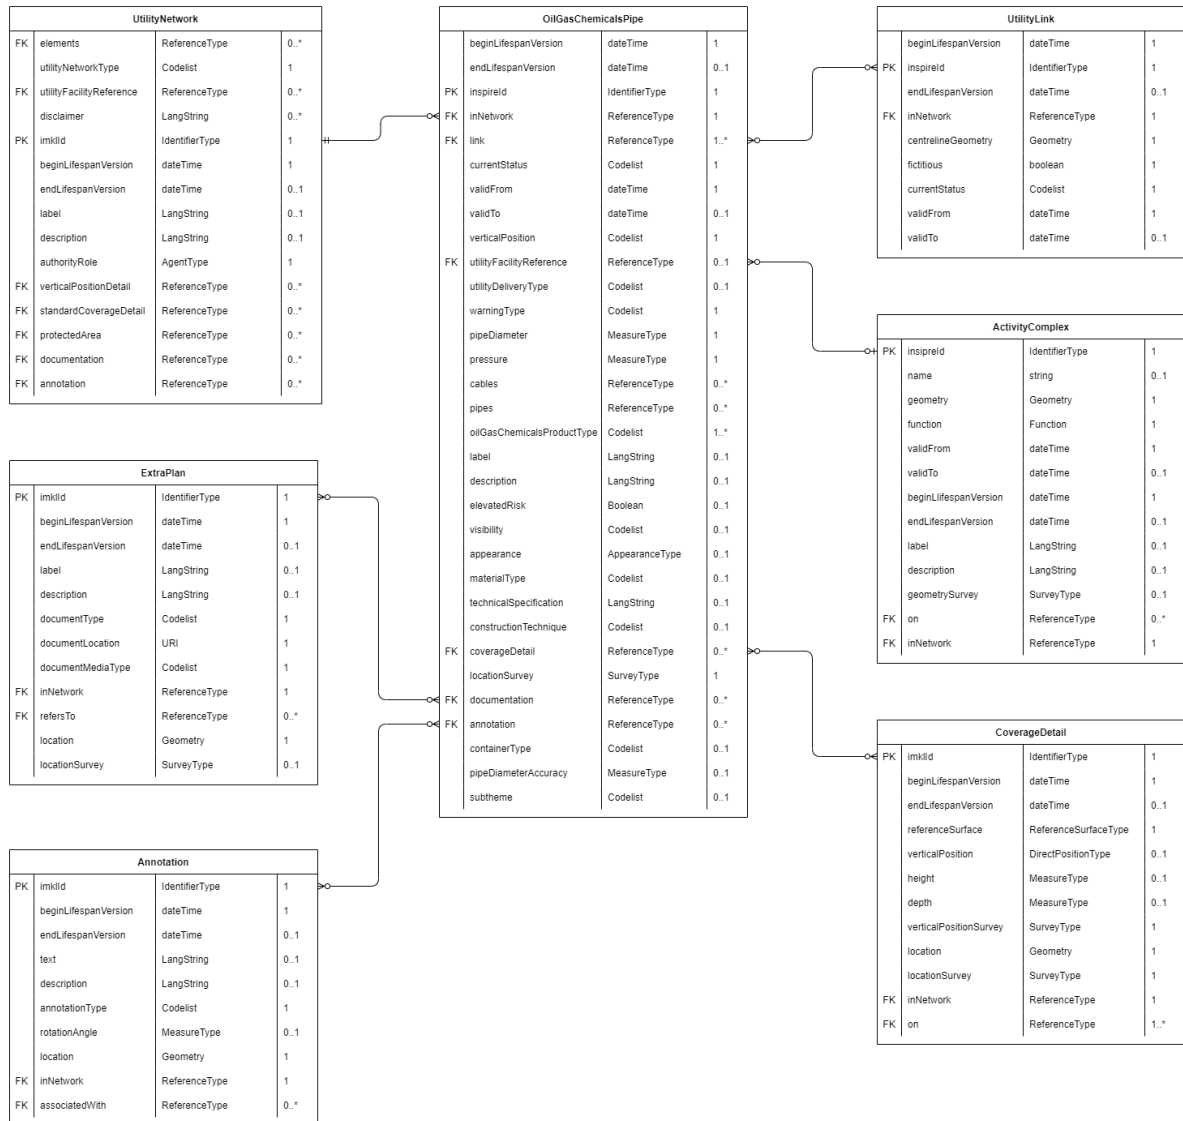 UtilityNetwork
FK elements ReferenceType 0..*
utilityNetworkType Codelist 1
FK utilityFacilityReference ReferenceType 0..*
disclaimer LangString 0..*
PK imklId IdentifierType 1
beginLifespanVersion dateTime 1
endLifespanVersion dateTime 0..1
label LangString 0..1
description LangString 0..1
authorityRole AgentType 1
FK verticalPositionDetail ReferenceType 0..*
FK standardCoverageDetail ReferenceType 0..*
FK protectedArea ReferenceType 0..*
FK documentation ReferenceType 0..*
FK annotation ReferenceType 0..*
ExtraPlan
PK imklId IdentifierType 1
beginLifespanVersion dateTime 1
endLifespanVersion dateTime 0..1
label LangString 0..1
description LangString 0..1
documentType Codelist 1
documentLocation URI 1
documentMediaType Codelist 1
FK inNetwork ReferenceType 1
FK refersTo ReferenceType 0..*
location Geometry 1
locationSurvey SurveyType 0..1
Annotation
PK imklId IdentifierType 1
beginLifespanVersion dateTime 1
endLifespanVersion dateTime 0..1
text LangString 0..1
description LangString 0..1
annotationType Codelist 1
rotationAngle MeasureType 0..1
location Geometry 1
FK inNetwork ReferenceType 1
FK associatedWith ReferenceType 0..*
OilGasChemicalsPipe
beginLifespanVersion dateTime 1
endLifespanVersion dateTime 0..1
PK inspireId IdentifierType 1
FK inNetwork ReferenceType 1
FK link ReferenceType 1..*
currentStatus Codelist 1
validFrom dateTime 1
validTo dateTime 0..1
verticalPosition Codelist 1
FK utilityFacilityReference ReferenceType 0..1
utilityDeliveryType Codelist 0..1
warningType Codelist 1
pipeDiameter MeasureType 1
pressure MeasureType 1
cables ReferenceType 0..*
pipes ReferenceType 0..*
oilGasChemicalsProductType Codelist 1..*
label LangString 0..1
description LangString 0..1
elevatedRisk Boolean 0..1
visibility Codelist 0..1
appearance AppearanceType 0..1
materialType Codelist 0..1
technicalSpecification LangString 0..1
constructionTechnique Codelist 0..1
FK coverageDetail ReferenceType 0..*
locationSurvey SurveyType 1
FK documentation ReferenceType 0..*
FK annotation ReferenceType 0..*
containerType Codelist 0..1
pipeDiameterAccuracy MeasureType 0..1
subtheme Codelist 0..1
UtilityLink
beginLifespanVersion dateTime 1
PK inspireId IdentifierType 1
endLifespanVersion dateTime 0..1
FK inNetwork ReferenceType 1
centrelineGeometry Geometry 1
fictitious boolean 1
currentStatus Codelist 1
validFrom dateTime 1
validTo dateTime 0..1
ActivityComplex
PK insipreId IdentifierType 1
name string 0..1
geometry Geometry 1
function Function 1
validFrom dateTime 1
validTo dateTime 0..1
beginLlifespanVersion dateTime 1
endLifespanVersion dateTime 0..1
label LangString 0..1
description LangString 0..1
geometrySurvey SurveyType 0..1
FK on ReferenceType 0..*
FK inNetwork ReferenceType 1
CoverageDetail
PK imklId IdentifierType 1
beginLifespanVersion dateTime 1
endLifespanVersion dateTime 0..1
referenceSurface ReferenceSurfaceType 1
verticalPosition DirectPositionType 0..1
height MeasureType 0..1
depth MeasureType 0..1
verticalPositionSurvey SurveyType 1
location Geometry 1
locationSurvey SurveyType 1
FK inNetwork ReferenceType 1
FK on ReferenceType 1..*